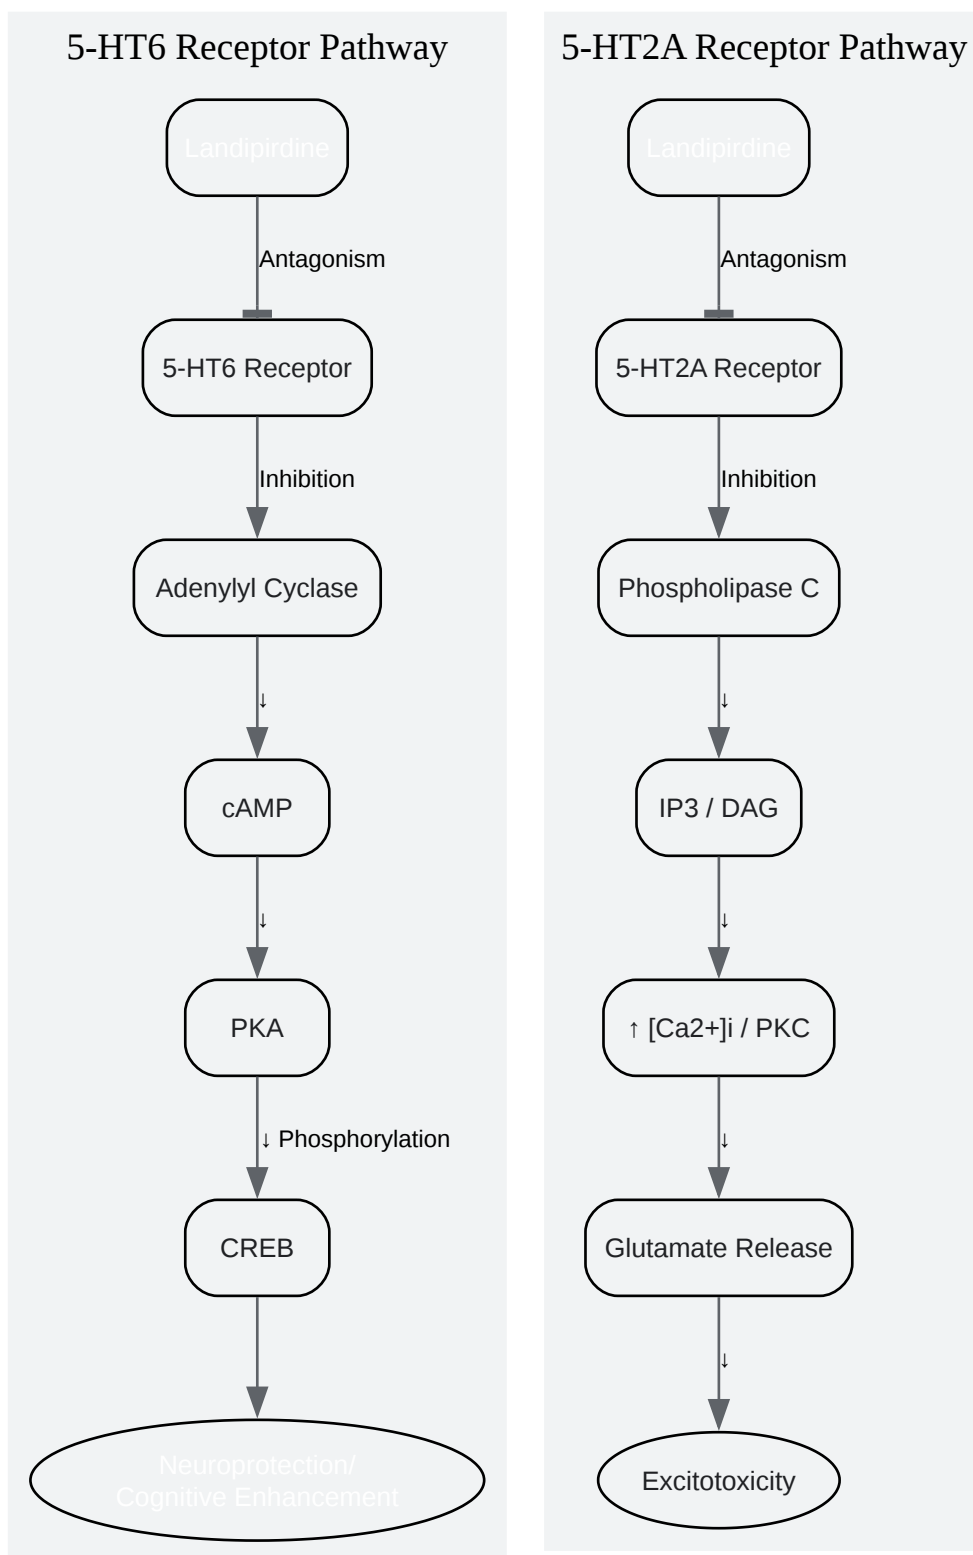 5-HT6 Receptor Pathway
Landipirdine
Antagonism
5-HT6 Receptor
Inhibition
Adenylyl Cyclase
↓
cAMP
↓
PKA
↓ Phosphorylation
CREB
Neuroprotection/
Cognitive Enhancement
5-HT2A Receptor Pathway
Landipirdine
Antagonism
5-HT2A Receptor
Inhibition
Phospholipase C
↓
IP3 / DAG
↓
↑ [Ca2+]i / PKC
↓
Glutamate Release
↓
Excitotoxicity